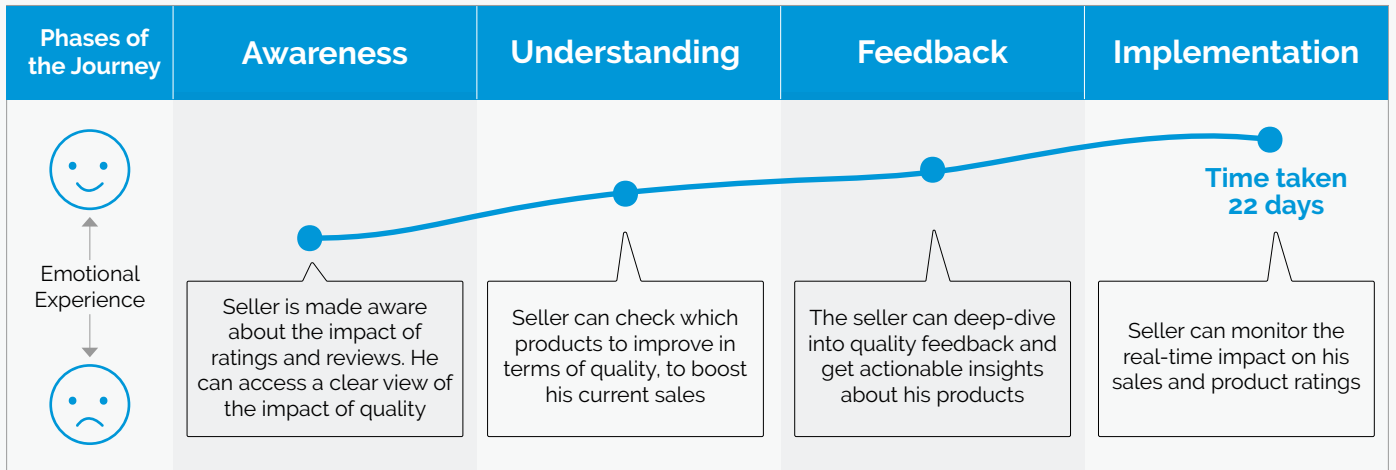 Phases of
the Journey
Awareness
Understanding
Feedback
Implementation
Time taken
22 days
Emotional
Experience
Seller is made aware
about the impact of
ratings and reviews. He
can access a clear view of
the impact of quality
Seller can check which
products to improve in
terms of quality, to boost
his current sales
The seller can deep-dive
into quality feedback and
get actionable insights
about his products
Seller can monitor the
real-time impact on his
sales and product ratings